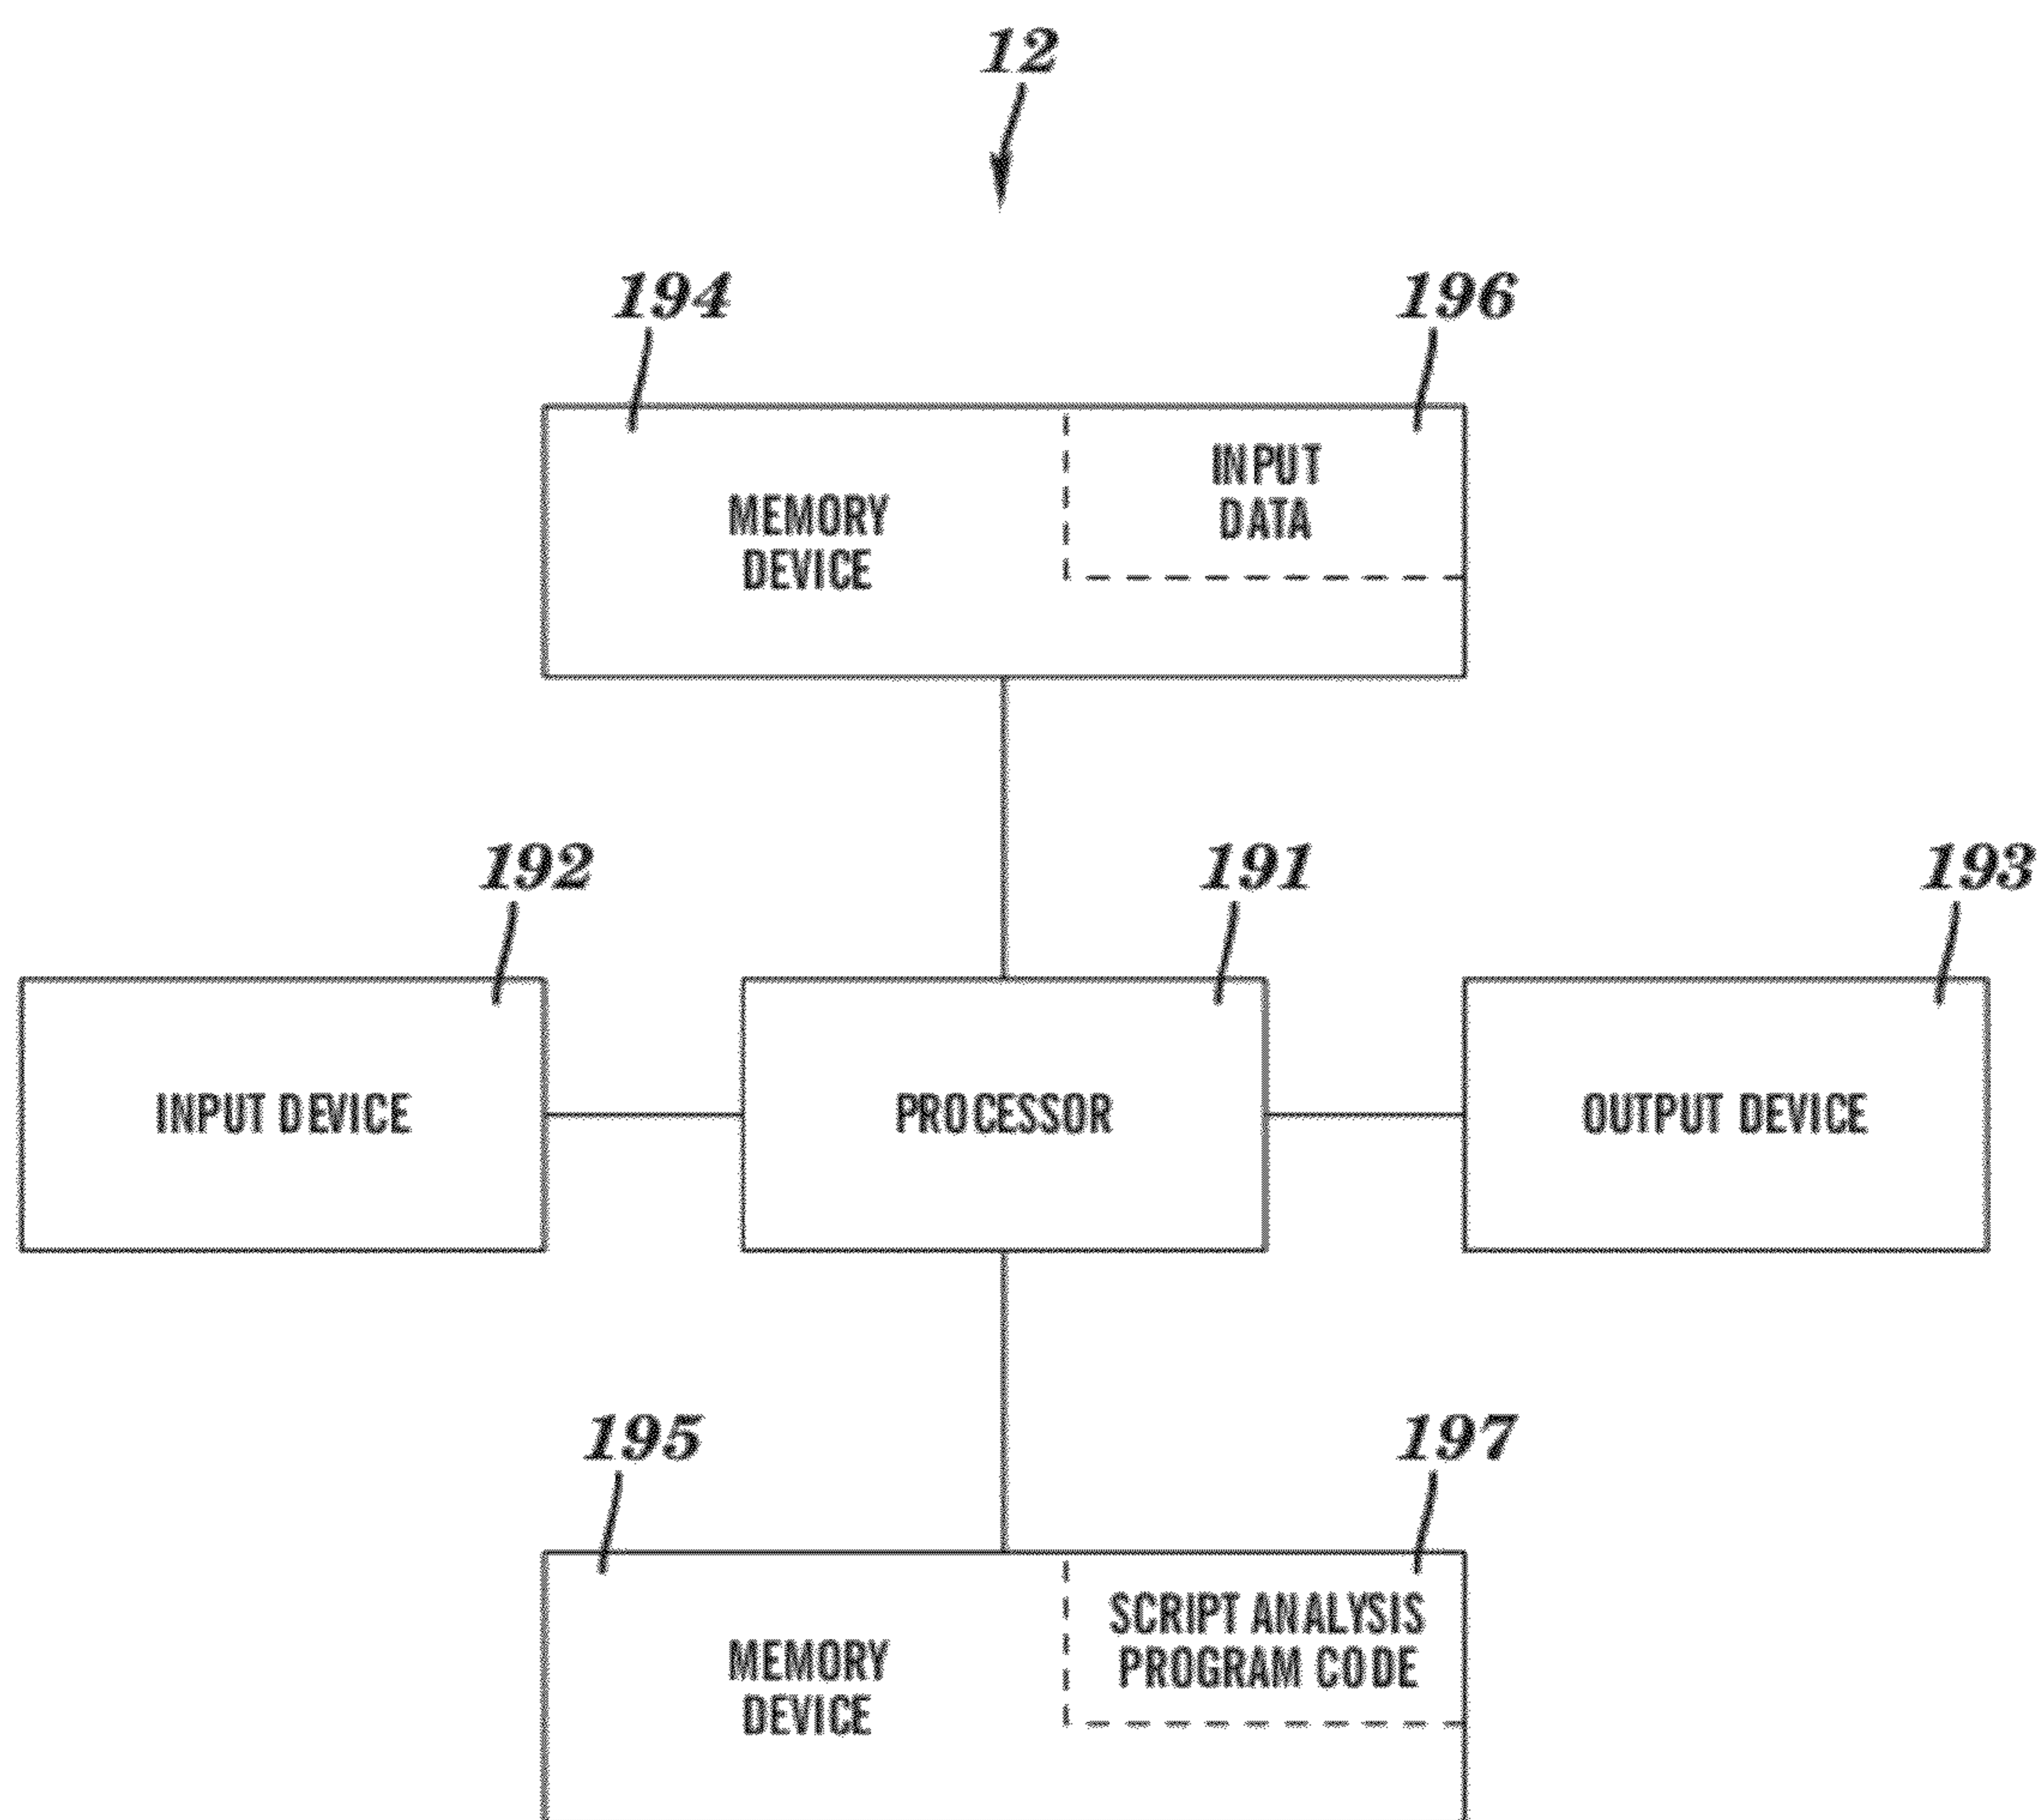 12
194
196
MEMORY
DEVICE
INPUT
DATA
192
191
193
INPUT DEVICE
PROCESSOR
OUTPUT DEVICE
195
197
MEMORY
DEVICE
SCRIPT ANALYSIS
PROGRAM CODE